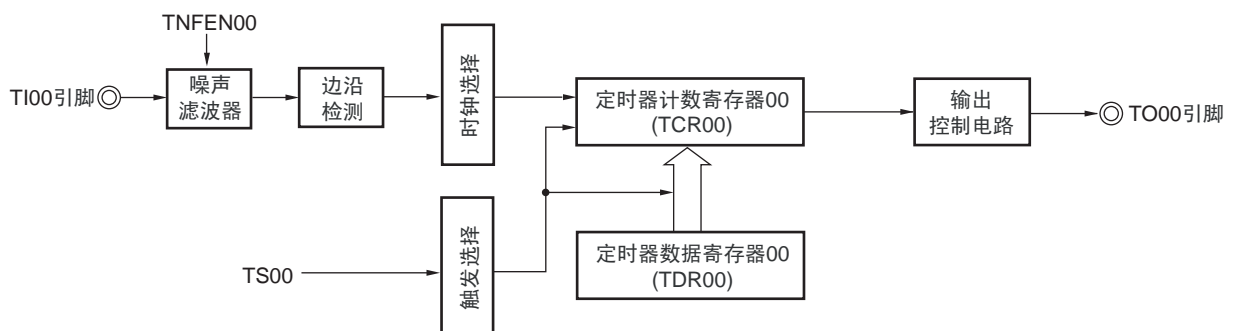 TNFEN00
TI00引脚
噪声
滤波器
边沿
检测
时钟选择
定时器计数寄存器00
(TCR00)
输出
控制电路
TO00引脚
TS00
触发选择
定时器数据寄存器00
(TDR00)